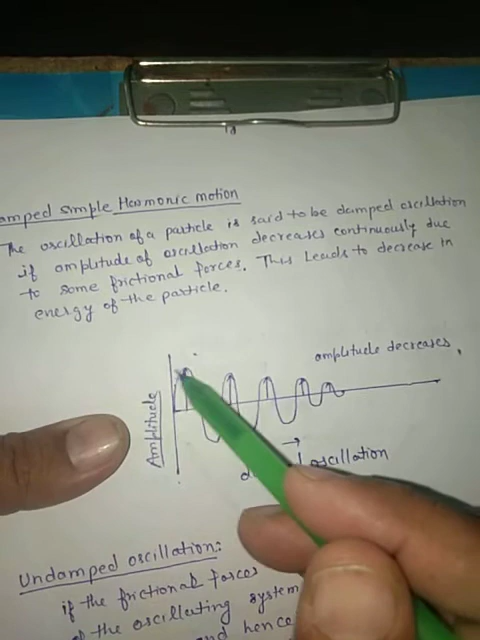 amped simple Harmonic motion
The oscillation of a particle is said to be damped oscillation
if amplitude of oscillation decreases continuously due
to some frictional forces. This Leads to decrease in
energy of the particle.
amplitude decreases,
Amplitude
oscillation
Undamped oscillation:
if the frictional forces
of the oscillating system
and hence